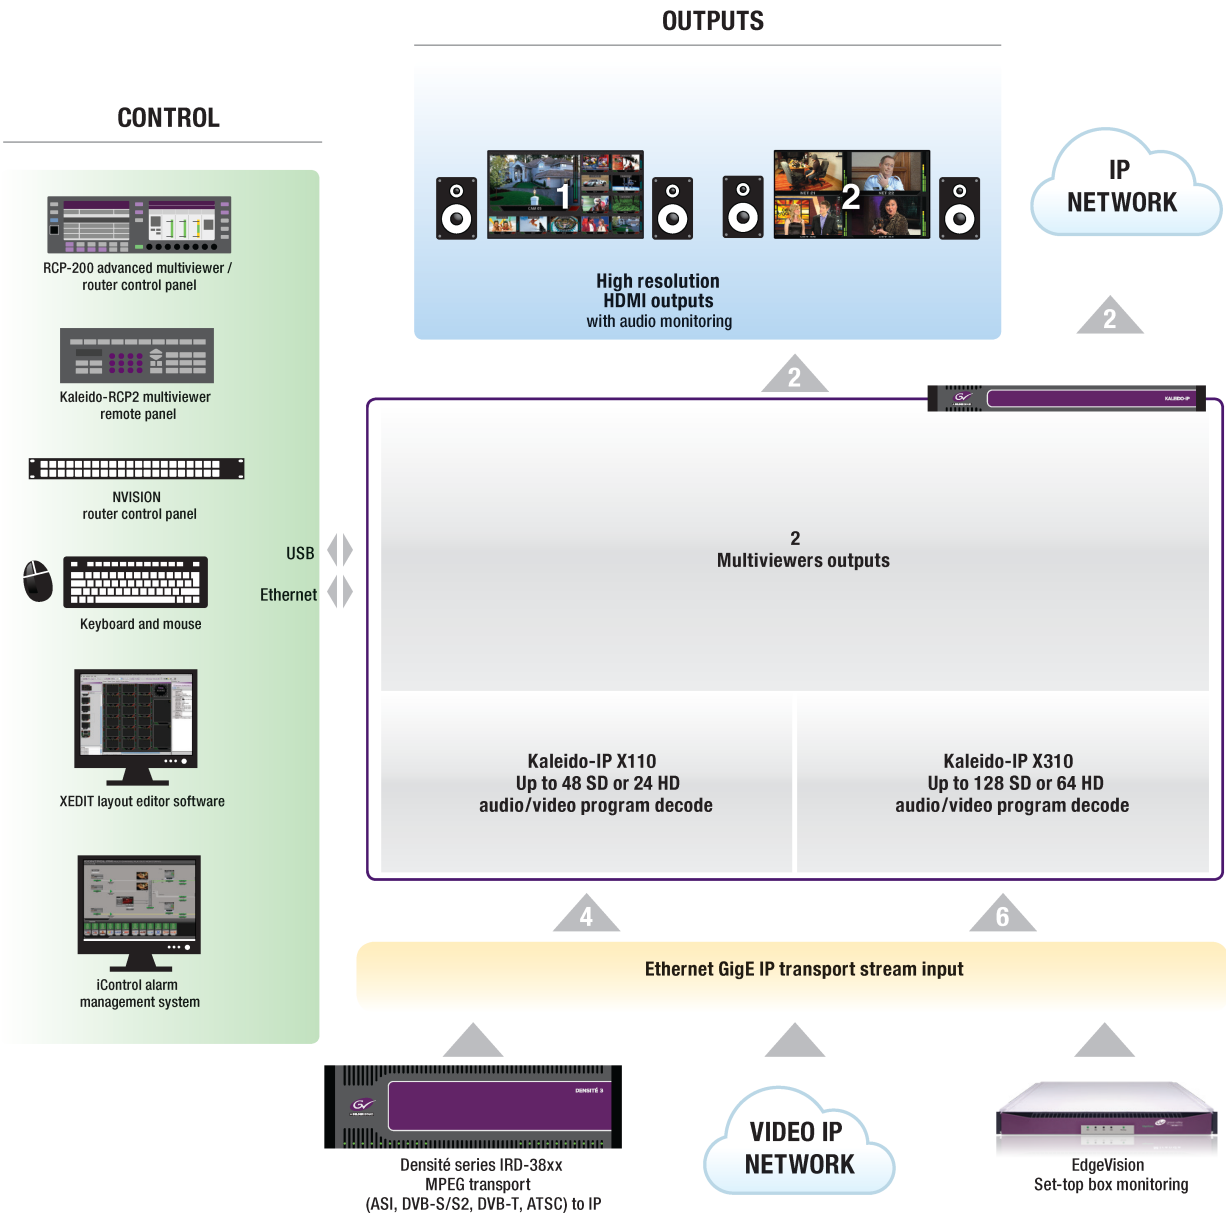 OUTPUTS
CONTROL
1
2
High resolution
HDMI outputs
with audio monitoring
IP
NETWORK
2
2
RCP-200 advanced multiviewer /
router control panel
Kaleido-RCP2 multiviewer
remote panel
NVISION
router control panel
Keyboard and mouse
XEDIT layout editor software
iControl alarm
management system
USB
Ethernet
KALEIDO-IP
2
Multiviewers outputs
Kaleido-IP X110
Up to 48 SD or 24 HD
audio/video program decode
Kaleido-IP X310
Up to 128 SD or 64 HD
audio/video program decode
4
6
Ethernet GigE IP transport stream input
DENSITÉ 3
Densité series IRD-38xx
MPEG transport
(ASI, DVB-S/S2, DVB-T, ATSC) to IP
VIDEO IP
NETWORK
EdgeVision
Set-top box monitoring